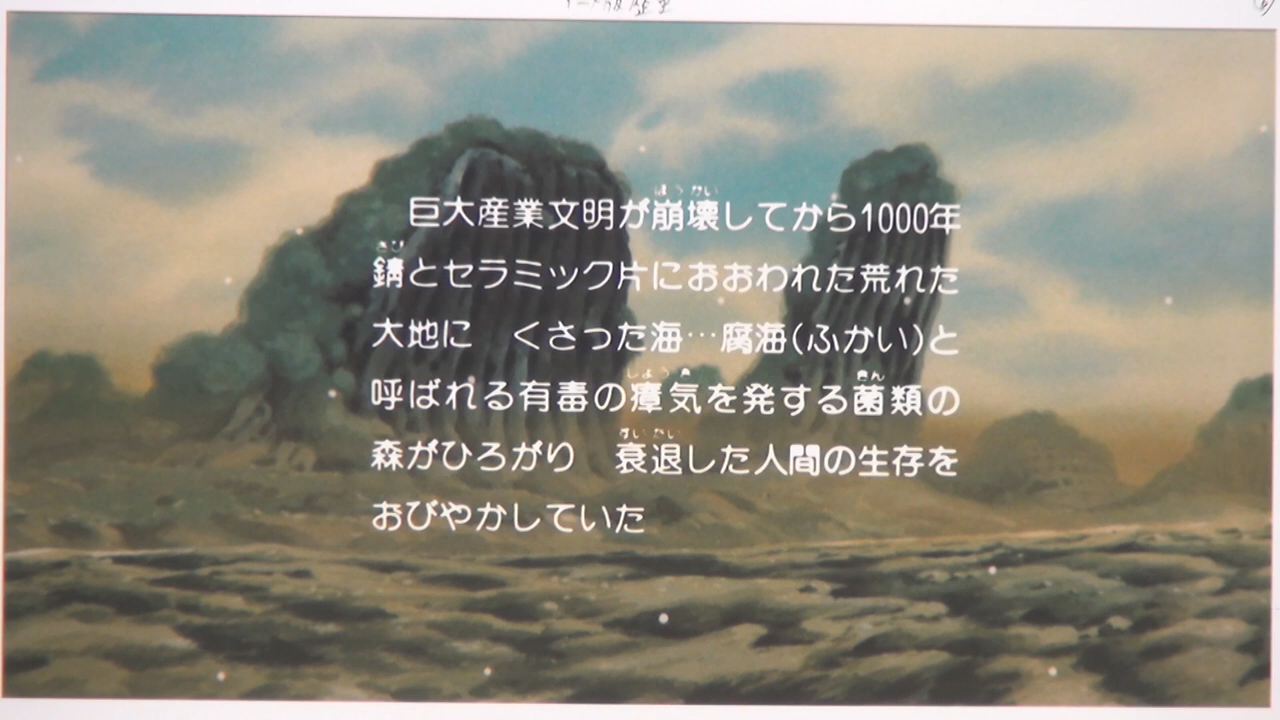 巨大産業文明が崩壊してから1000年
錆とセラミック片におおわれた荒れた
大地に　くさった海…腐海(ふかい)と
呼ばれる有毒の瘴気を発する菌類の
森がひろがり　衰退した人間の生存を
おびやかしていた